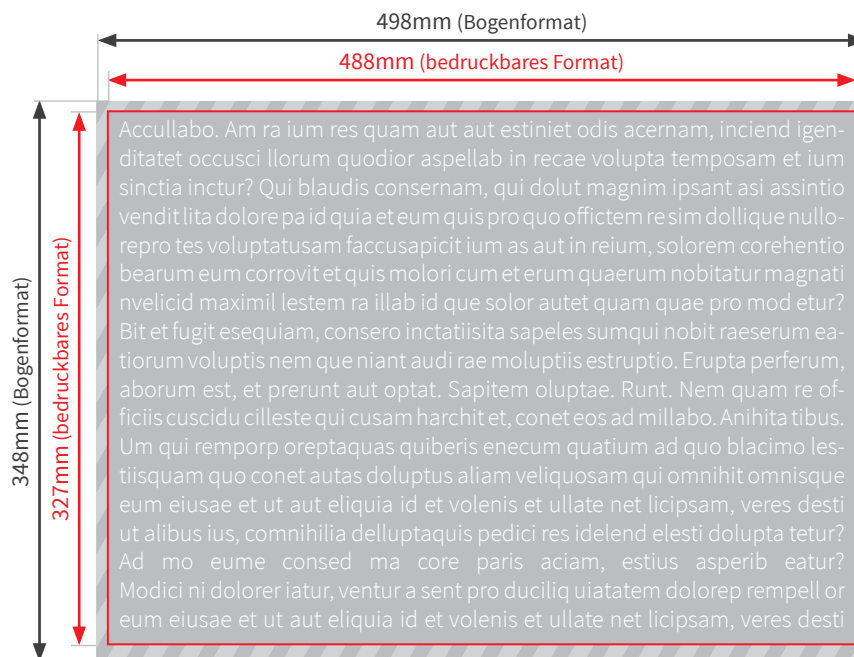 498mm (Bogenformat)
488mm (bedruckbares Format)
348mm (Bogenformat)
327mm (bedruckbares Format)
Accullabo. Am ra ium res quam aut aut estiniet odis acernam, inciend igen-
ditatet occusci llorum quodior aspellab in recae volupta temposam et ium
sinctia inctur? Qui blaudis consernam, qui dolut magnim ipsant asi assintio
vendit lita dolore pa id quia et eum quis pro quo offictem re sim dollique nullo-
repro tes voluptatusam faccusapicit ium as aut in reium, solorem corehentio
bearum eum corrovit et quis molori cum et erum quaerum nobitatur magnati
nvelicid maximil lestem ra illab id que solor autet quam quae pro mod etur?
Bit et fugit esequiam, consero inctatiisita sapeles sumqui nobit raeserum ea-
tiorum voluptis nem que niant audi rae moluptiis estruptio. Erupta perferum,
aborum est, et prerunt aut optat. Sapitem oluptae. Runt. Nem quam re of-
ficiis cuscidu cilleste qui cusam harchit et, conet eos ad millabo. Anihita tibus.
Um qui remporp oreptaquas quiberis enecum quatium ad quo blacimo les-
tiisquam quo conet autas doluptus aliam veliquosam qui omnihit omnisque
eum eiusae et ut aut eliquia id et volenis et ullate net licipsam, veres desti
ut alibus ius, comnihilia delluptaquis pedici res idelend elesti dolupta tetur?
Ad mo eume consed ma core paris aciam, estius asperib eatur?
Modici ni dolorer iatur, ventur a sent pro duciliq uiatatem dolorep rempell or
eum eiusae et ut aut eliquia id et volenis et ullate net licipsam, veres desti